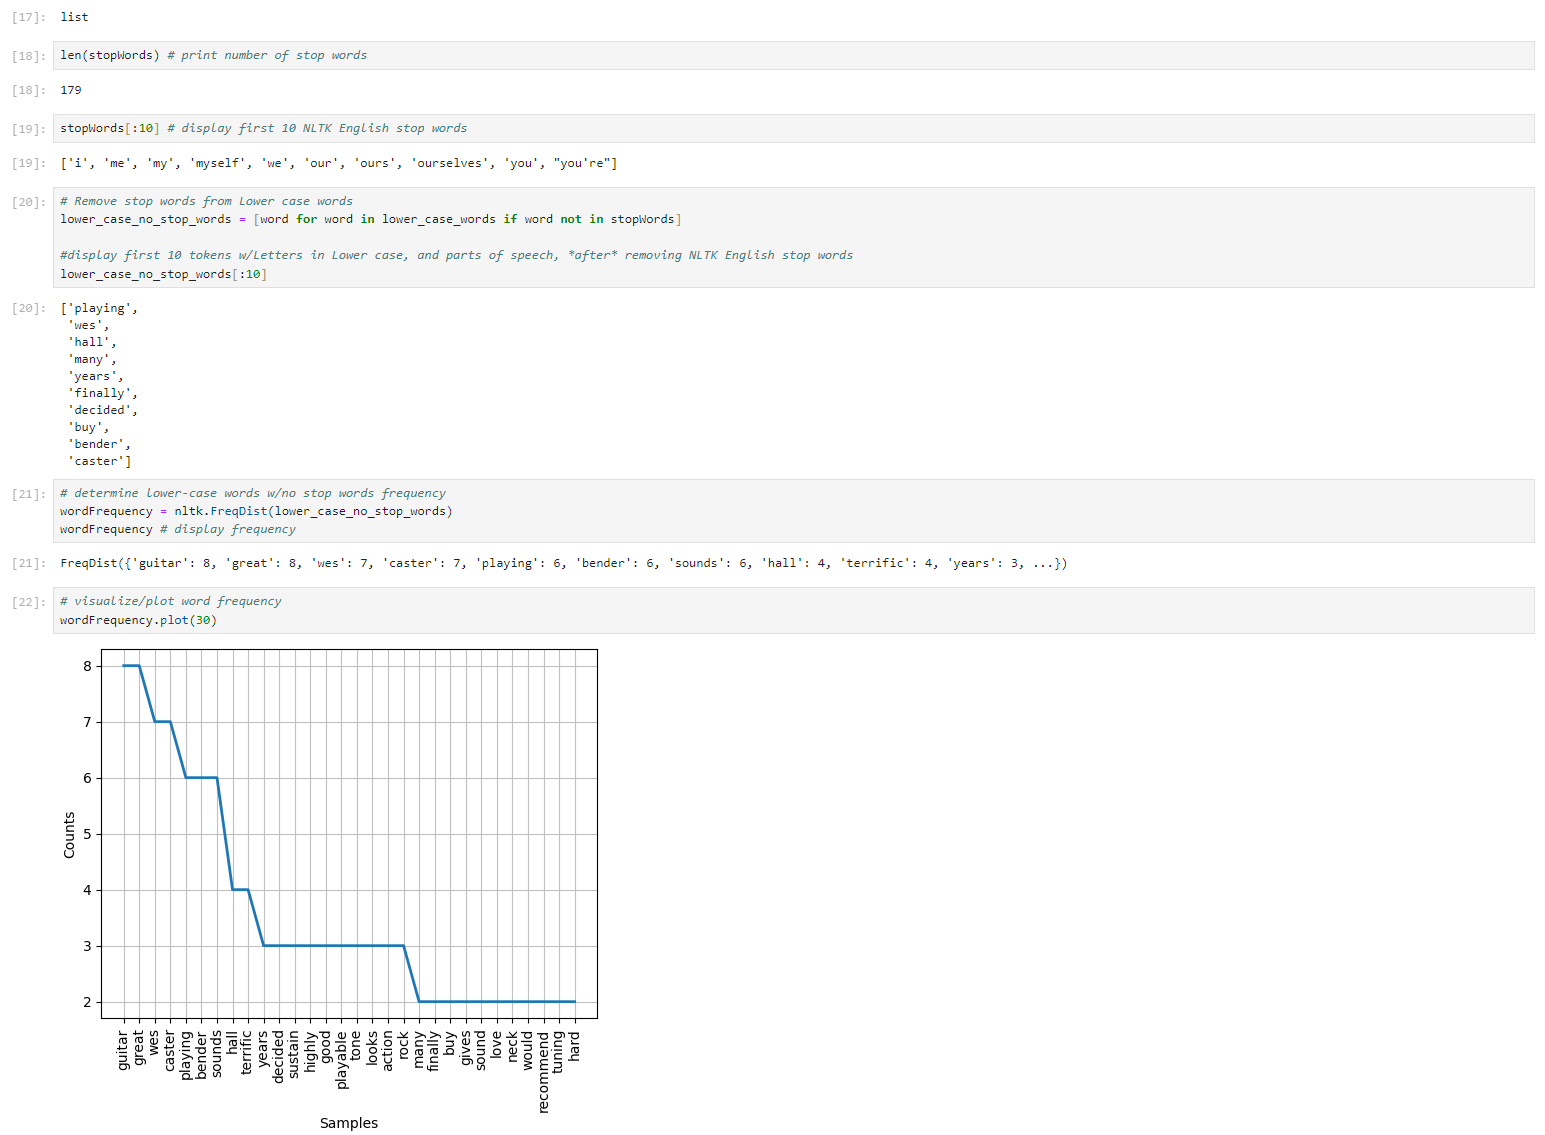 [17]: list
[18]: len(stopWords) # print number of stop words
[18]: 179
[19]: stopWords[:10] # display first 10 NLTK English stop words
[19]: ['i', 'me', 'my', 'myself', 'we', 'our', 'ours', 'ourselves', 'you', "you're"]
[20]: # Remove stop words from Lower case words
lower_case_no_stop_words = [word for word in lower_case_words if word not in stopWords]
#display first 10 tokens w/Letters in Lower case, and parts of speech, *after* removing NLTK English stop words
lower_case_no_stop_words[:10]
[20]: ['playing',
'wes',
'hall',
'many',
'years',
'finally',
'decided',
'buy',
'bender',
'caster']
[21]: # determine lower-case words w/no stop words frequency
wordFrequency = nltk.FreqDist(lower_case_no_stop_words)
wordFrequency # display frequency
[21]: FreqDist({'guitar': 8, 'great': 8, 'wes': 7, 'caster': 7, 'playing': 6, 'bender': 6, 'sounds': 6, 'hall': 4, 'terrific': 4, 'years': 3, ...})
[22]: # visualize/plot word frequency
wordFrequency.plot(30)
8
7
6
5
4
3
2
Counts
guitar
great
wes
caster
playing
bender
sounds
hall
terrific
years
decided
sustain
highly
good
playable
tone
looks
action
rock
many
finally
buy
gives
sound
love
neck
would
recommend
tuning
hard
Samples